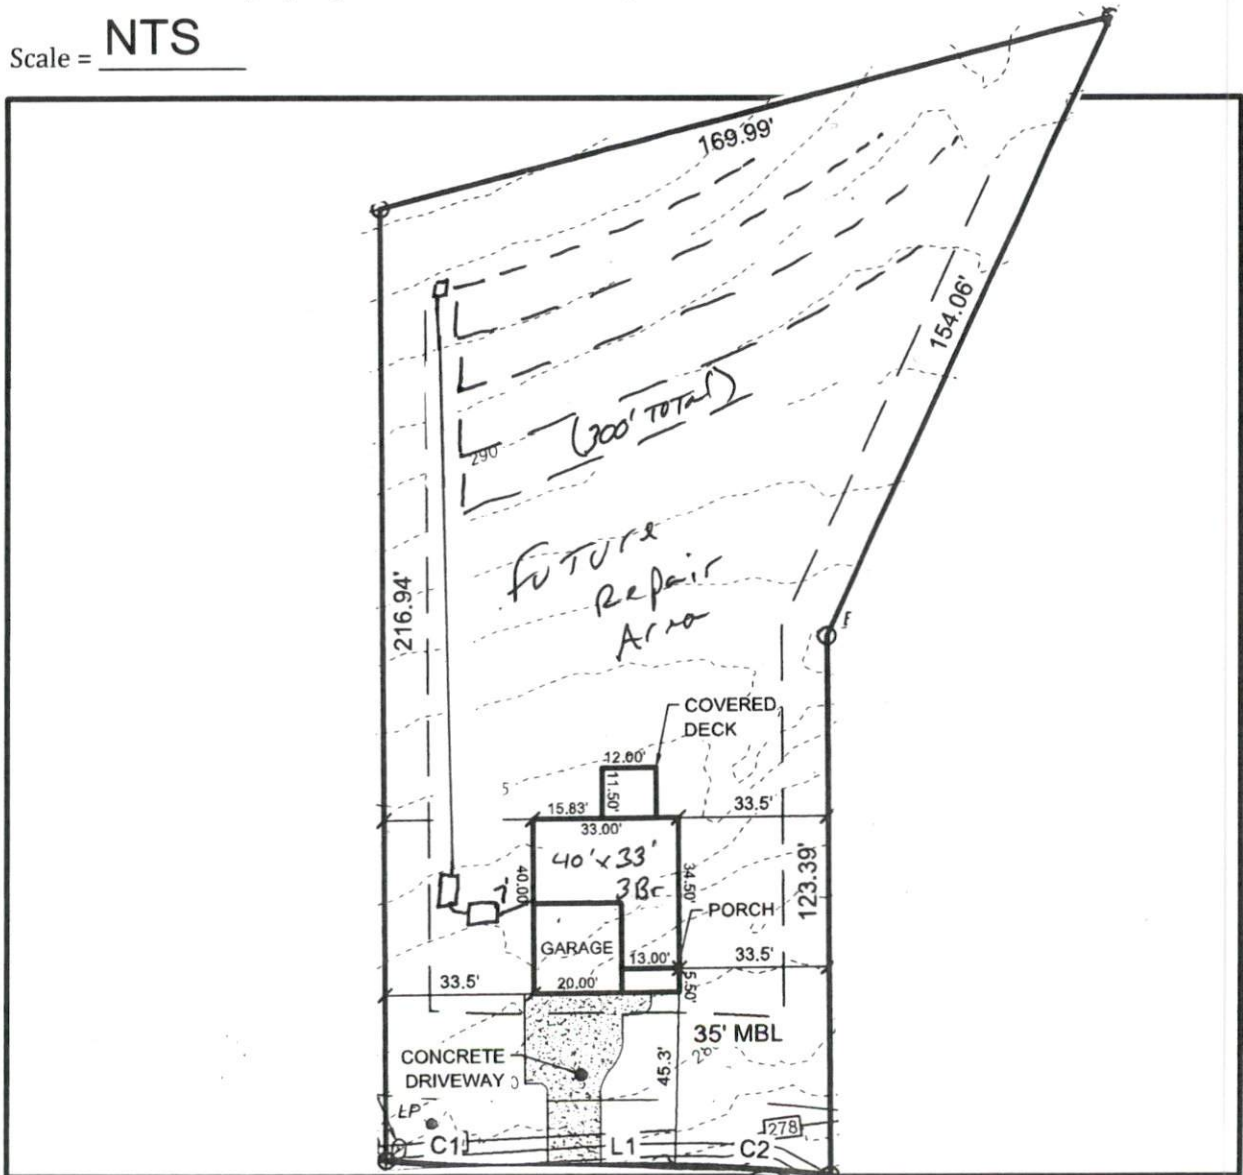 Scale = NTS
169.99'
154.06'
(300' TOTal)
290
FUTURe
Repair
Area
216.94'
COVERED
DECK
12.00'
11.50'
15.83'
33.5'
33.00'
40'x33'
3Br
40.00'
34.50'
123.39'
PORCH
GARAGE
13.00'
33.5'
33.5'
20.00'
5.50'
35' MBL
45.3'
CONCRETE
DRIVEWAY
LP
278
C1
L1
C2